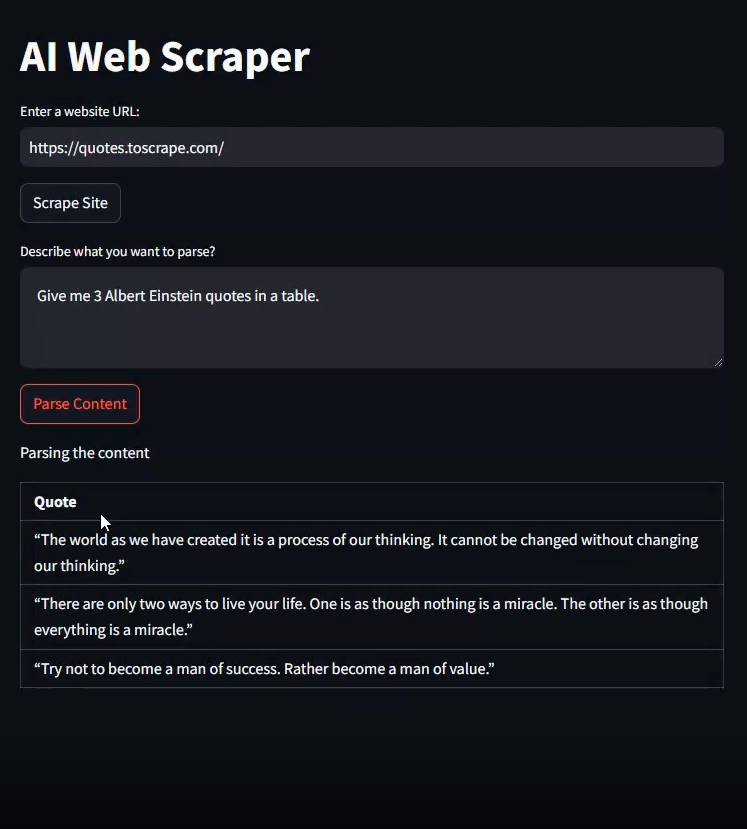 AI Web Scraper
Enter a website URL:
https://quotes.toscrape.com/
Scrape Site
Describe what you want to parse?
Give me 3 Albert Einstein quotes in a table.
Parse Content
Parsing the content
Quote
“The world as we have created it is a process of our thinking. It cannot be changed without changing
our thinking.”
“There are only two ways to live your life. One is as though nothing is a miracle. The other is as though
everything is a miracle.”
“Try not to become a man of success. Rather become a man of value.”